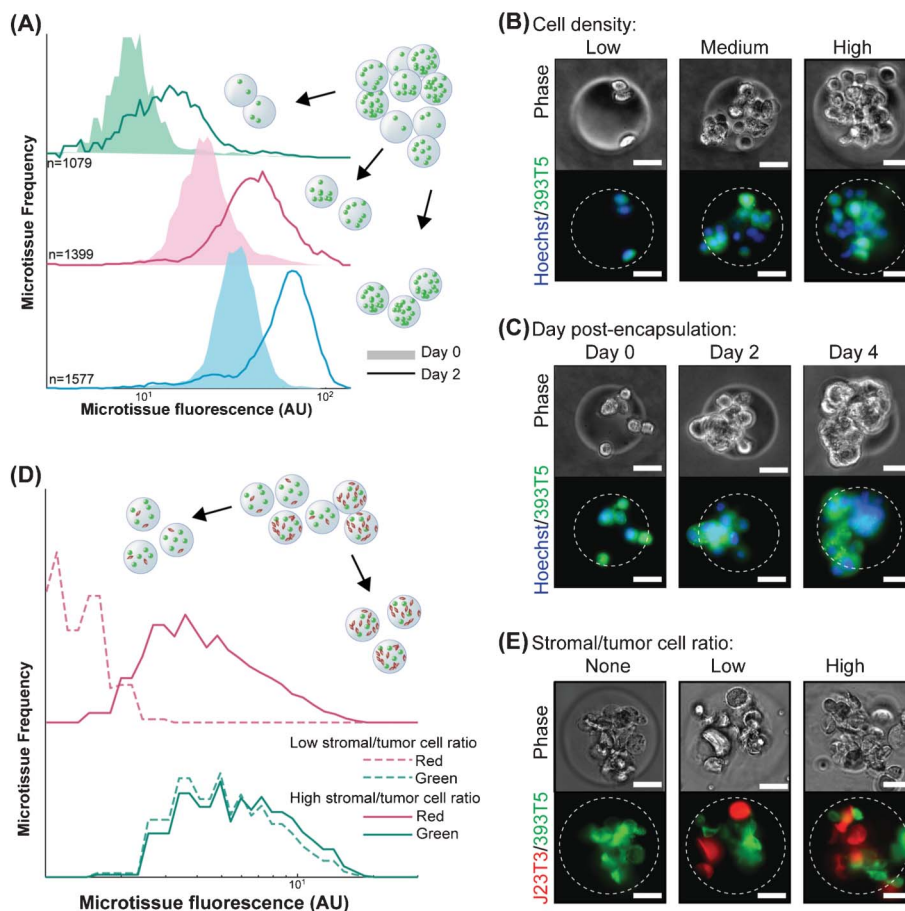 (A)
Microtissue Frequency
n=1079
n=1399
n=1577
Day 0
Day 2
10¹
10²
Microtissue fluorescence (AU)
(B) Cell density:
Low Medium High
Phase
Hoechst/393T5
(C) Day post-encapsulation:
Day 0 Day 2 Day 4
Phase
Hoechst/393T5
(D)
Microtissue Frequency
Low stromal/tumor cell ratio
Red
Green
High stromal/tumor cell ratio
Red
Green
10¹
Microtissue fluorescence (AU)
(E) Stromal/tumor cell ratio:
None Low High
Phase
J23T3/393T5